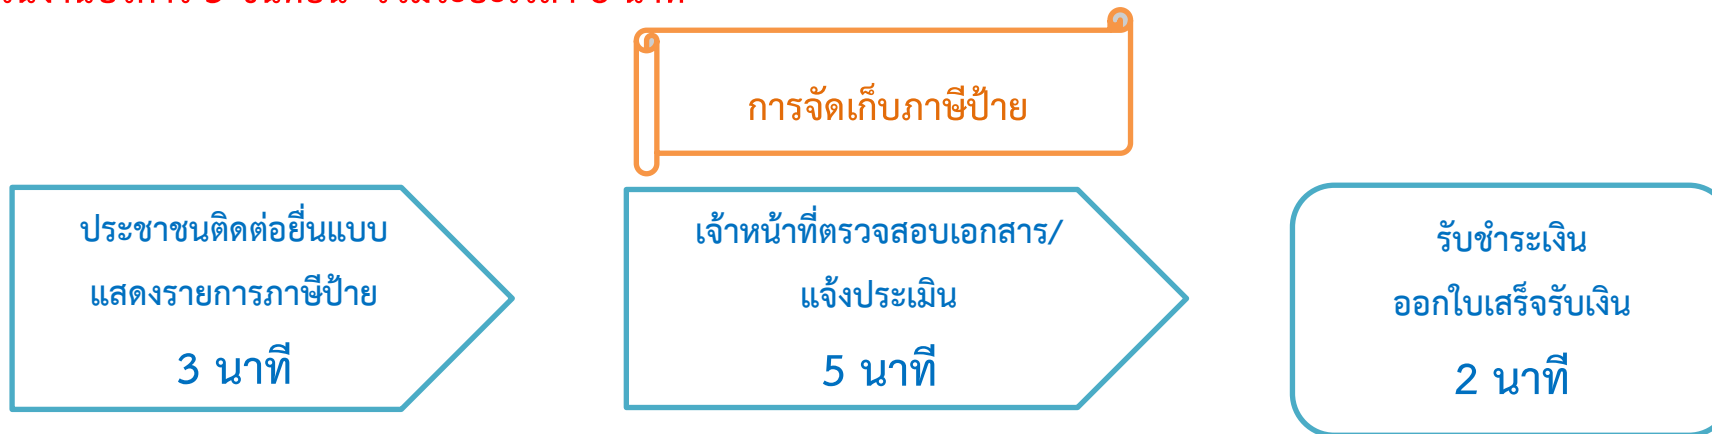 การจัดเก็บภาษีป้าย
ประชาชนติดต่อยื่นแบบ
แสดงรายการภาษีป้าย
3 นาที
เจ้าหน้าที่ตรวจสอบเอกสาร/
แจ้งประเมิน
5 นาที
รับชำระเงิน
ออกใบเสร็จรับเงิน
2 นาที